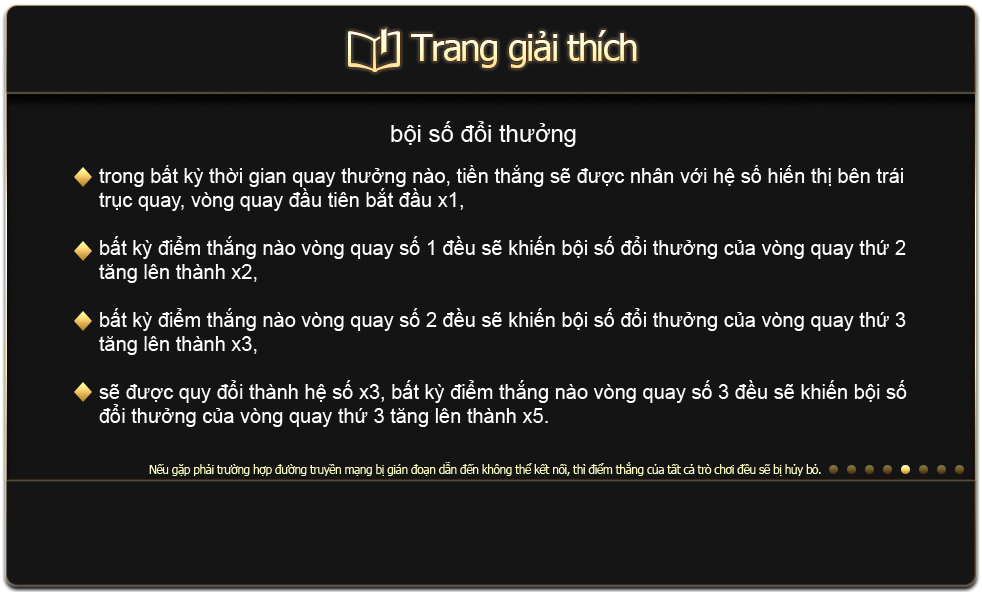 Trang giải thích
bội số đổi thưởng
trong bất kỳ thời gian quay thưởng nào, tiền thắng sẽ được nhân với hệ số hiển thị bên trái
trục quay, vòng quay đầu tiên bắt đầu x1,
bất kỳ điểm thắng nào vòng quay số 1 đều sẽ khiến bội số đổi thưởng của vòng quay thứ 2
tăng lên thành x2,
bất kỳ điểm thắng nào vòng quay số 2 đều sẽ khiến bội số đổi thưởng của vòng quay thứ 3
tăng lên thành x3,
sẽ được quy đổi thành hệ số x3, bất kỳ điểm thắng nào vòng quay số 3 đều sẽ khiến bội số
đổi thưởng của vòng quay thứ 3 tăng lên thành x5.
Nếu gặp phải trường hợp đường truyền mạng bị gián đoạn dẫn đến không thể kết nối, thì điểm thắng của tất cả trò chơi đều sẽ bị hủy bỏ.